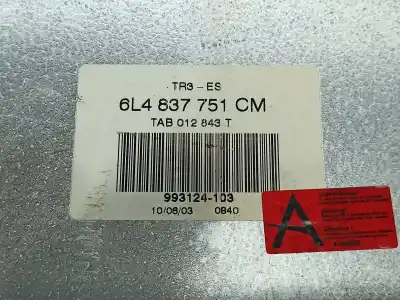 TR3 - ES
6L4 837 751 CM
TAB 012 843 T
993124-103
10/06/03 0840
A